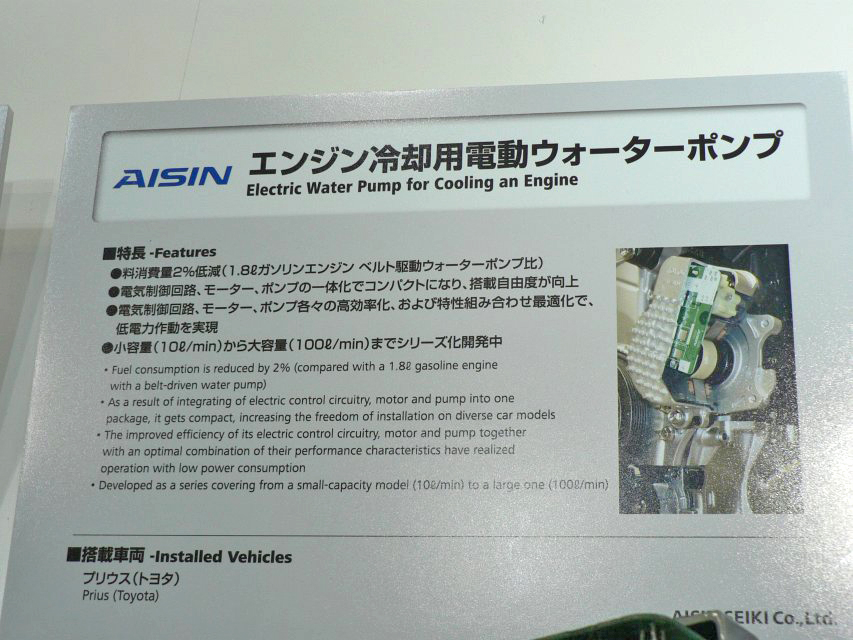 AISIN
エンジン冷却用電動ウォーターポンプ
Electric Water Pump for Cooling an Engine
■特長 -Features
●料消費量2%低減(1.8ℓガソリンエンジン ベルト駆動ウォーターポンプ比)
●電気制御回路、モーター、ポンプの一体化でコンパクトになり、搭載自由度が向上
●電気制御回路、モーター、ポンプ各々の高効率化、および特性組み合わせ最適化で、
低電力作動を実現
●小容量(10ℓ/min)から大容量(100ℓ/min)までシリーズ化開発中
• Fuel consumption is reduced by 2% (compared with a 1.8ℓ gasoline engine
with a belt-driven water pump)
• As a result of integrating of electric control circuitry, motor and pump into one
package, it gets compact, increasing the freedom of installation on diverse car models
• The improved efficiency of its electric control circuitry, motor and pump together
with an optimal combination of their performance characteristics have realized
operation with low power consumption
• Developed as a series covering from a small-capacity model (10ℓ/min) to a large one (100ℓ/min)
■搭載車両 -Installed Vehicles
プリウス(トヨタ)
Prius (Toyota)
AISIN SEIKI Co.,Ltd.